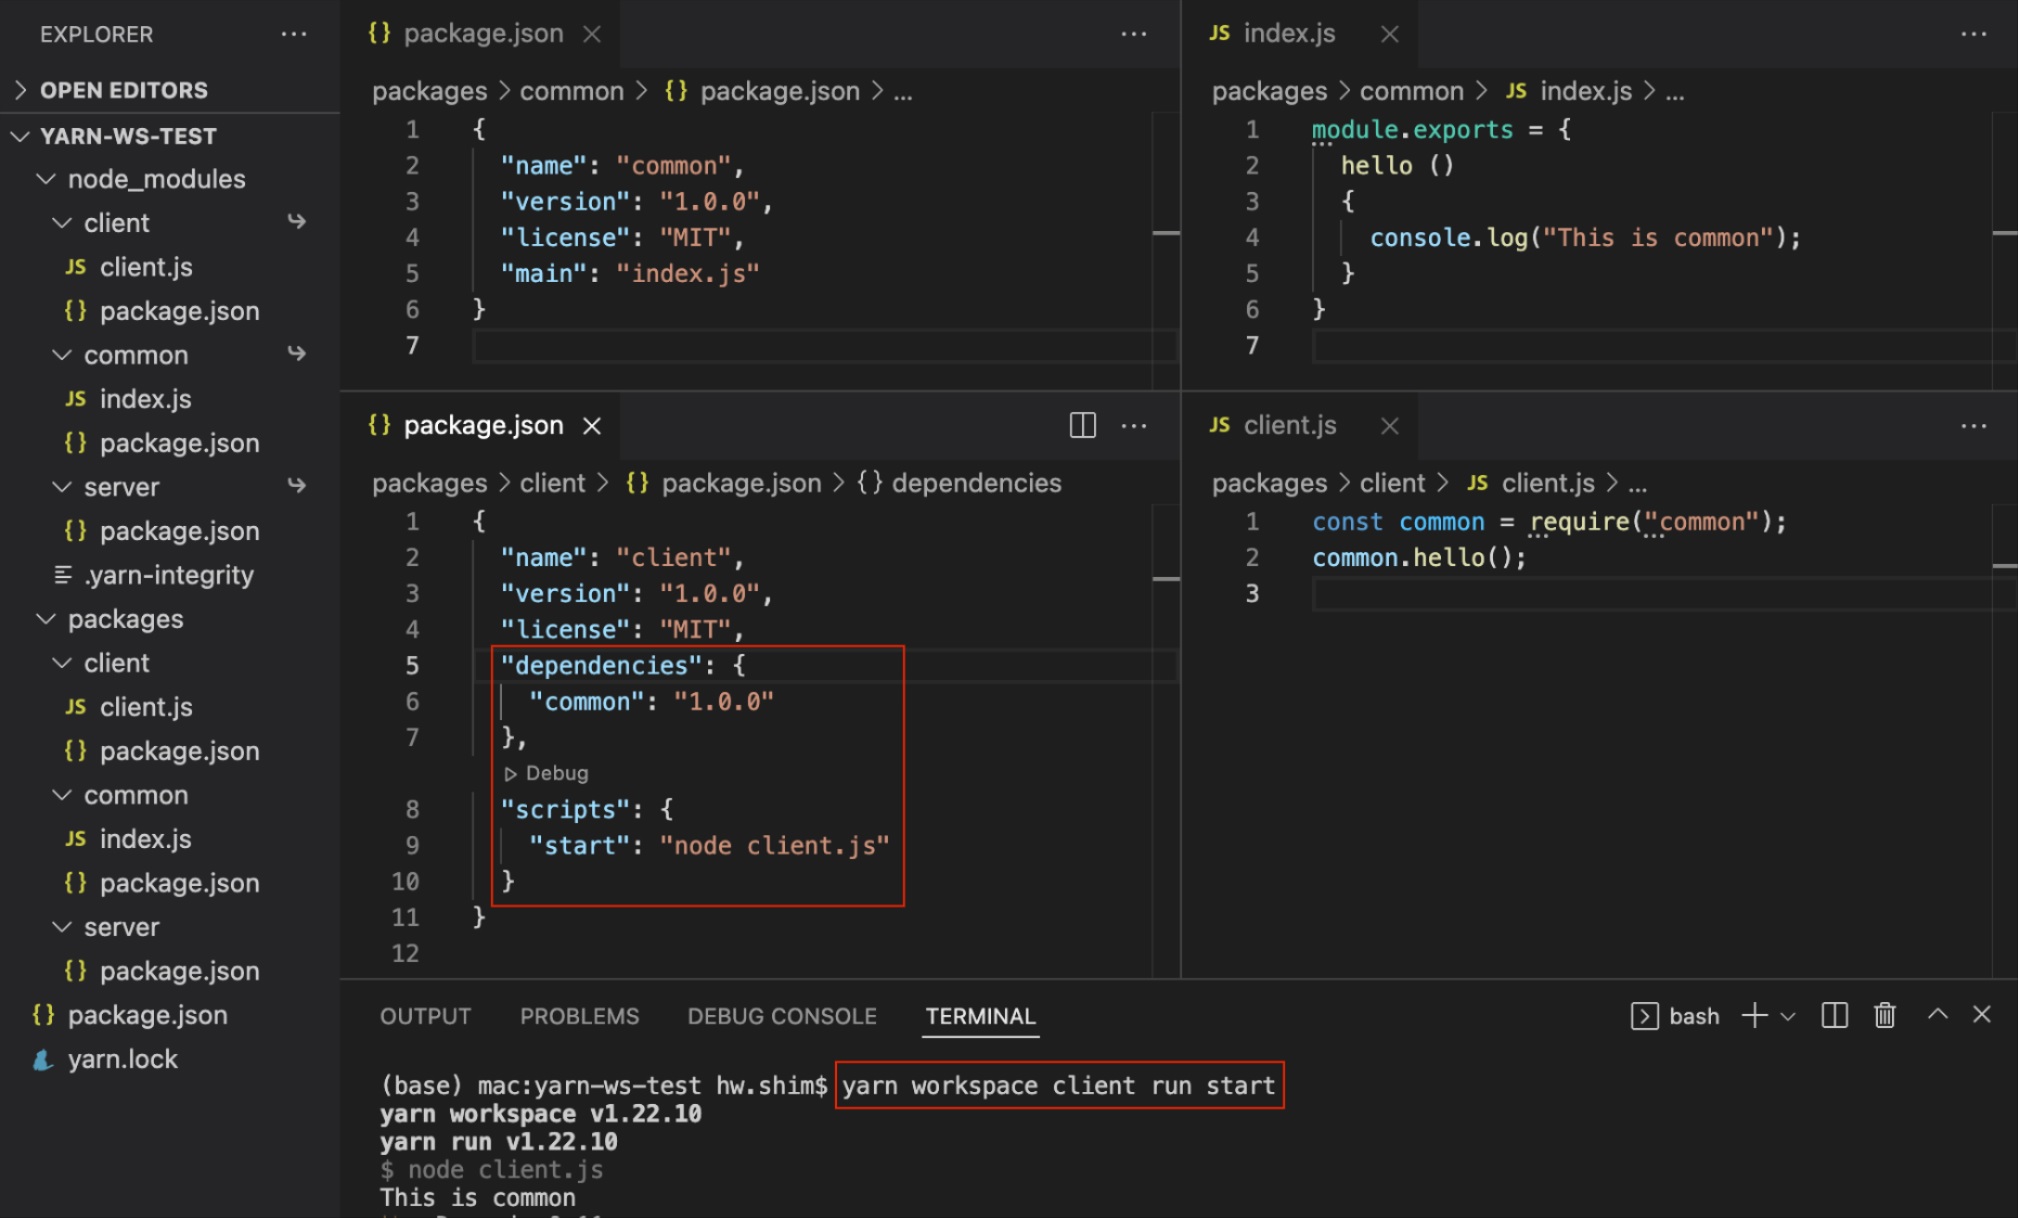 EXPLORER
OPEN EDITORS
YARN-WS-TEST
node_modules
client
JS client.js
{} package.json
common
JS index.js
{} package.json
server
{} package.json
.yarn-integrity
packages
client
JS client.js
{} package.json
common
JS index.js
{} package.json
server
{} package.json
{} package.json
yarn.lock
{} package.json
packages > common > {} package.json > ...
1 {
2 "name": "common",
3 "version": "1.0.0",
4 "license": "MIT",
5 "main": "index.js"
6 }
7
JS index.js
packages > common > JS index.js > ...
1 module.exports = {
2 hello ()
3 {
4 console.log("This is common");
5 }
6 }
7
{} package.json
packages > client > {} package.json > {} dependencies
1 {
2 "name": "client",
3 "version": "1.0.0",
4 "license": "MIT",
5 "dependencies": {
6 "common": "1.0.0"
7 },
Debug
8 "scripts": {
9 "start": "node client.js"
10 }
11 }
12
JS client.js
packages > client > JS client.js > ...
1 const common = require("common");
2 common.hello();
3
OUTPUT PROBLEMS DEBUG CONSOLE TERMINAL bash
(base) mac:yarn-ws-test hw.shim$ yarn workspace client run start
yarn workspace v1.22.10
yarn run v1.22.10
$ node client.js
This is common